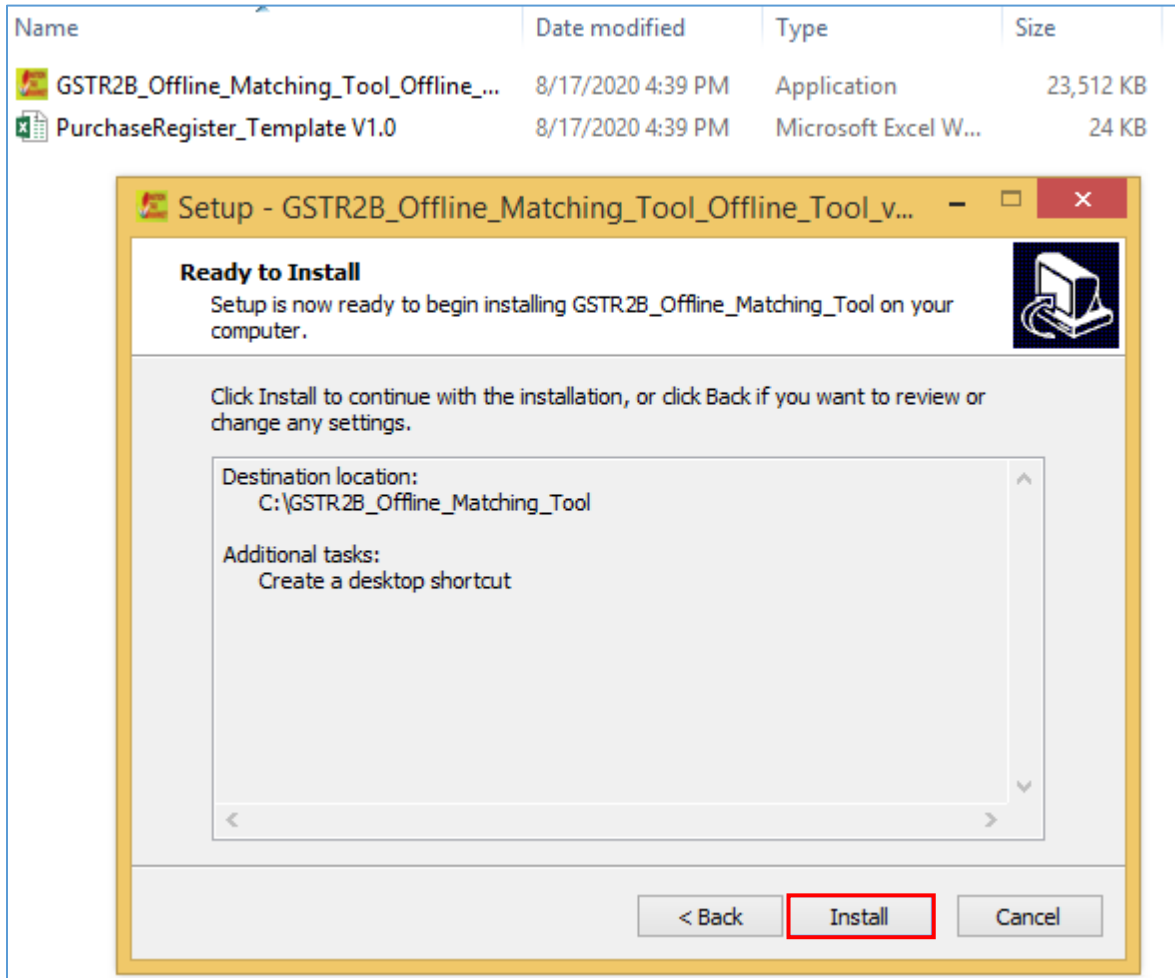 Name Date modified Type Size
GSTR2B_Offline_Matching_Tool_Offline_... 8/17/2020 4:39 PM Application 23,512 KB
PurchaseRegister_Template V1.0 8/17/2020 4:39 PM Microsoft Excel W... 24 KB
Setup - GSTR2B_Offline_Matching_Tool_Offline_Tool_v...
Ready to Install
Setup is now ready to begin installing GSTR2B_Offline_Matching_Tool on your
computer.
Click Install to continue with the installation, or click Back if you want to review or
change any settings.
Destination location:
C:\GSTR2B_Offline_Matching_Tool
Additional tasks:
Create a desktop shortcut
< Back Install Cancel